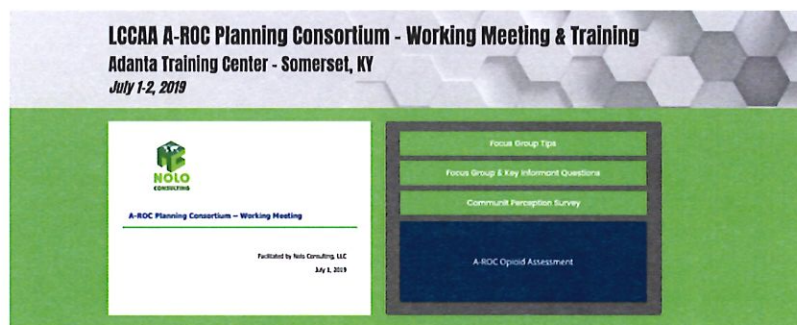 LCCAA A-ROC Planning Consortium - Working Meeting & Training
Adanta Training Center - Somerset, KY
July 1-2, 2019
NOLO
CONSULTING
A-ROC Planning Consortium – Working Meeting
Facilitated by Nolo Consulting, LLC
July 1, 2019
Focus Group Tips
Focus Group & Key Informant Questions
Communit Perception Survey
A-ROC Opioid Assessment